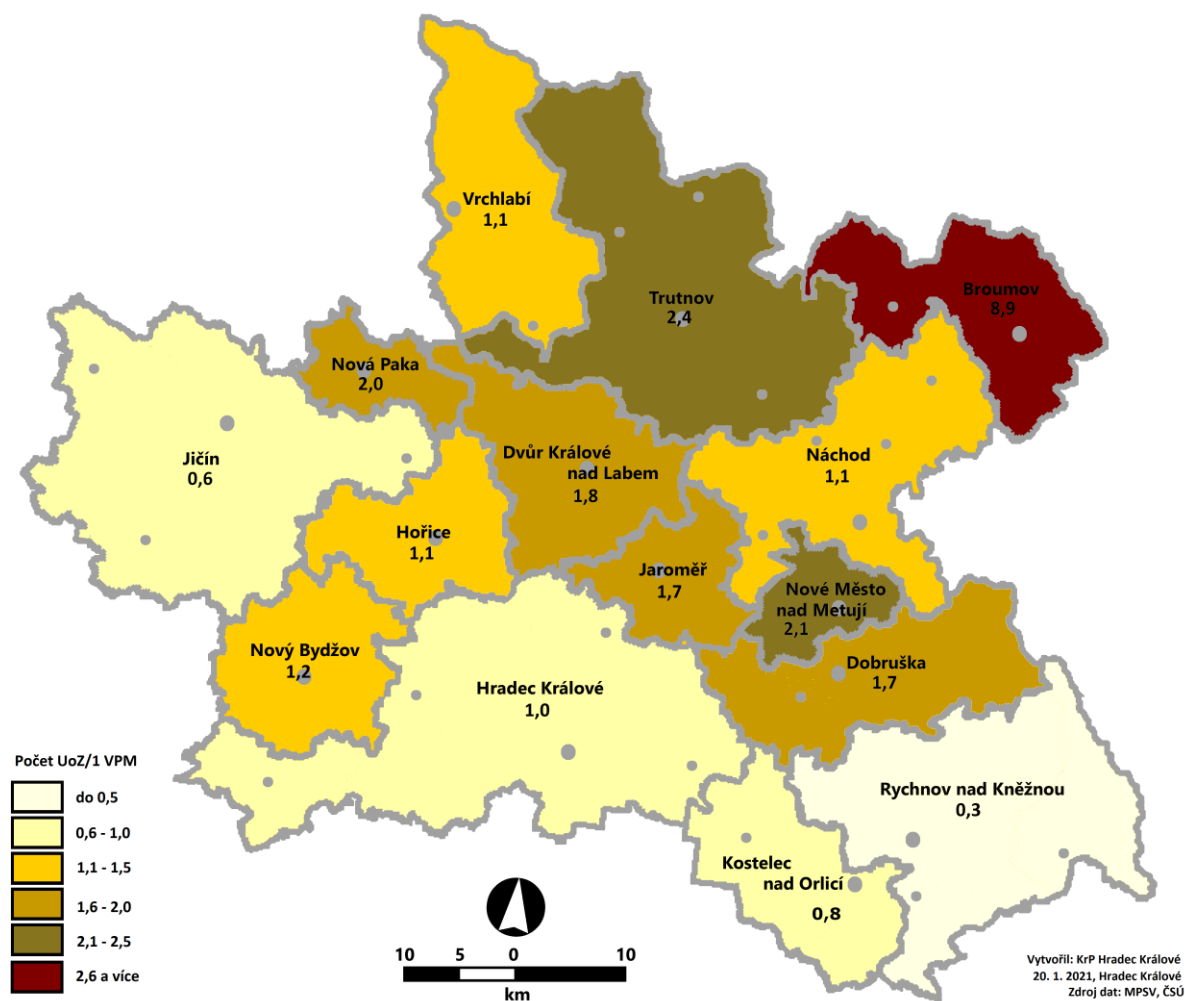 Vrchlabí
1,1
Trutnov
2,4
Broumov
8,9
Nová Paka
2,0
Jičín
0,6
Dvůr Králové
nad Labem
1,8
Náchod
1,1
Hořice
1,1
Jaroměř
1,7
Nové Město
nad Metují
2,1
Nový Bydžov
1,2
Dobruška
1,7
Hradec Králové
1,0
Rychnov nad Kněžnou
0,3
Kostelec
nad Orlicí
0,8
Počet UoZ/1 VPM
do 0,5
0,6 - 1,0
1,1 - 1,5
1,6 - 2,0
2,1 - 2,5
2,6 a více
10 5 0 10
km
Vytvořil: KrP Hradec Králové
20. 1. 2021, Hradec Králové
Zdroj dat: MPSV, ČSÚ